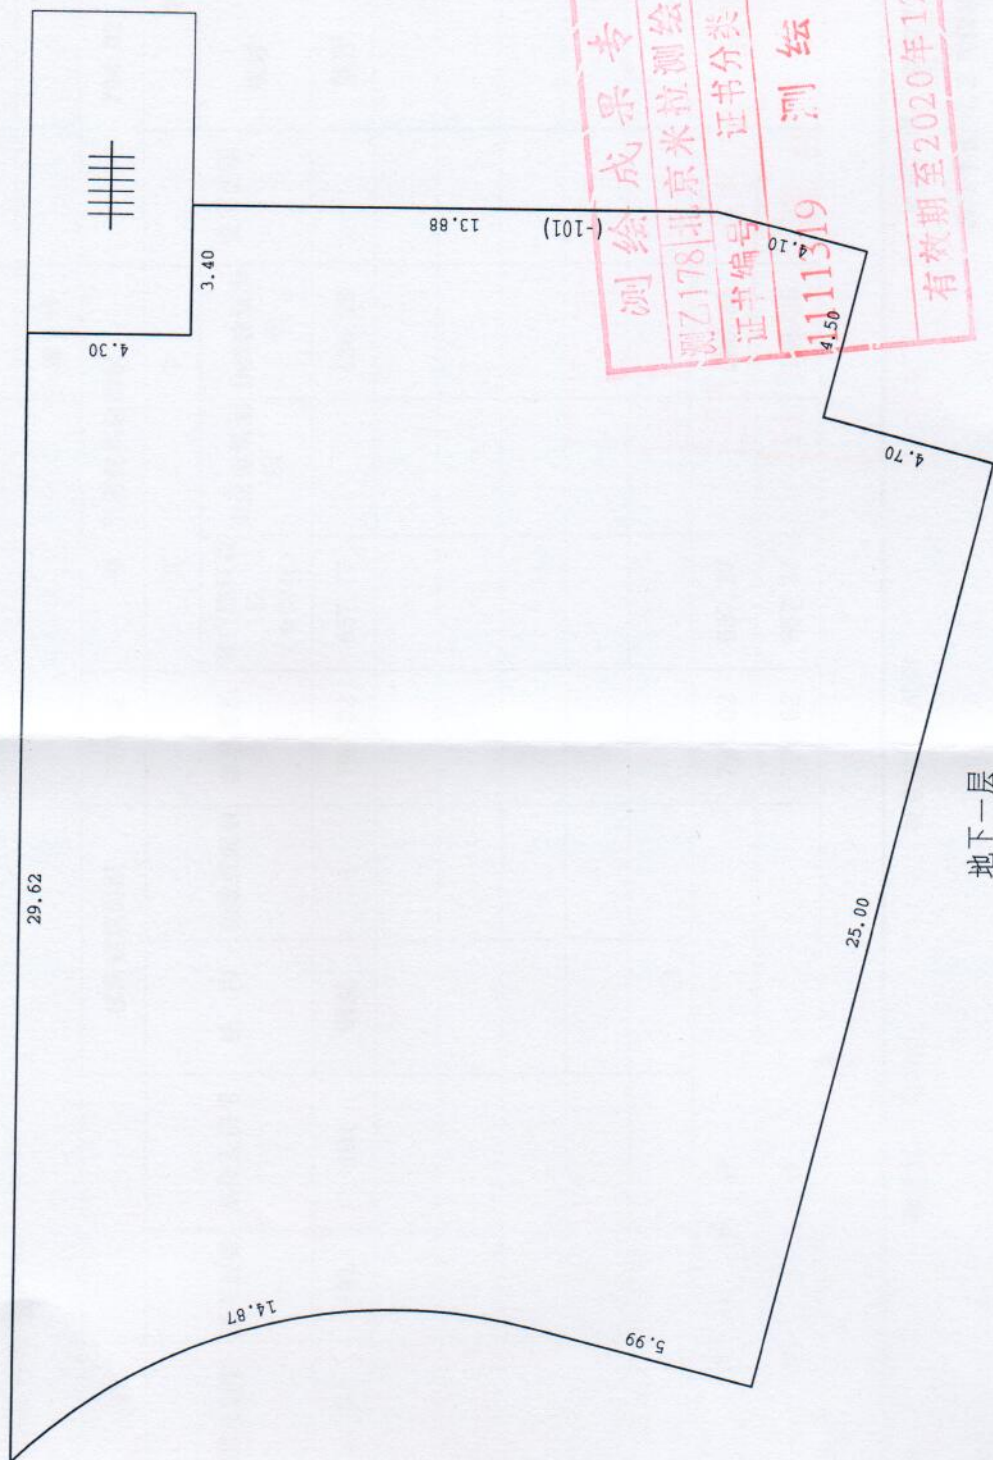 29.62
4.30
3.40
13.88
(-101)
4.10
4.50
4.70
25.00
5.99
14.87
地下一层
测绘成果专
测乙178 北京米拉测绘
证书编号 证书分类
11111319 测绘
有效期至2020年12